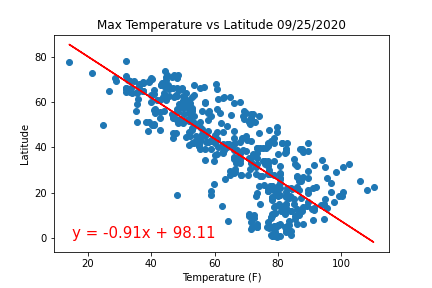 Max Temperature vs Latitude 09/25/2020
Latitude
80
60
40
20
0
y = -0.91x + 98.11
20 40 60 80 100
Temperature (F)